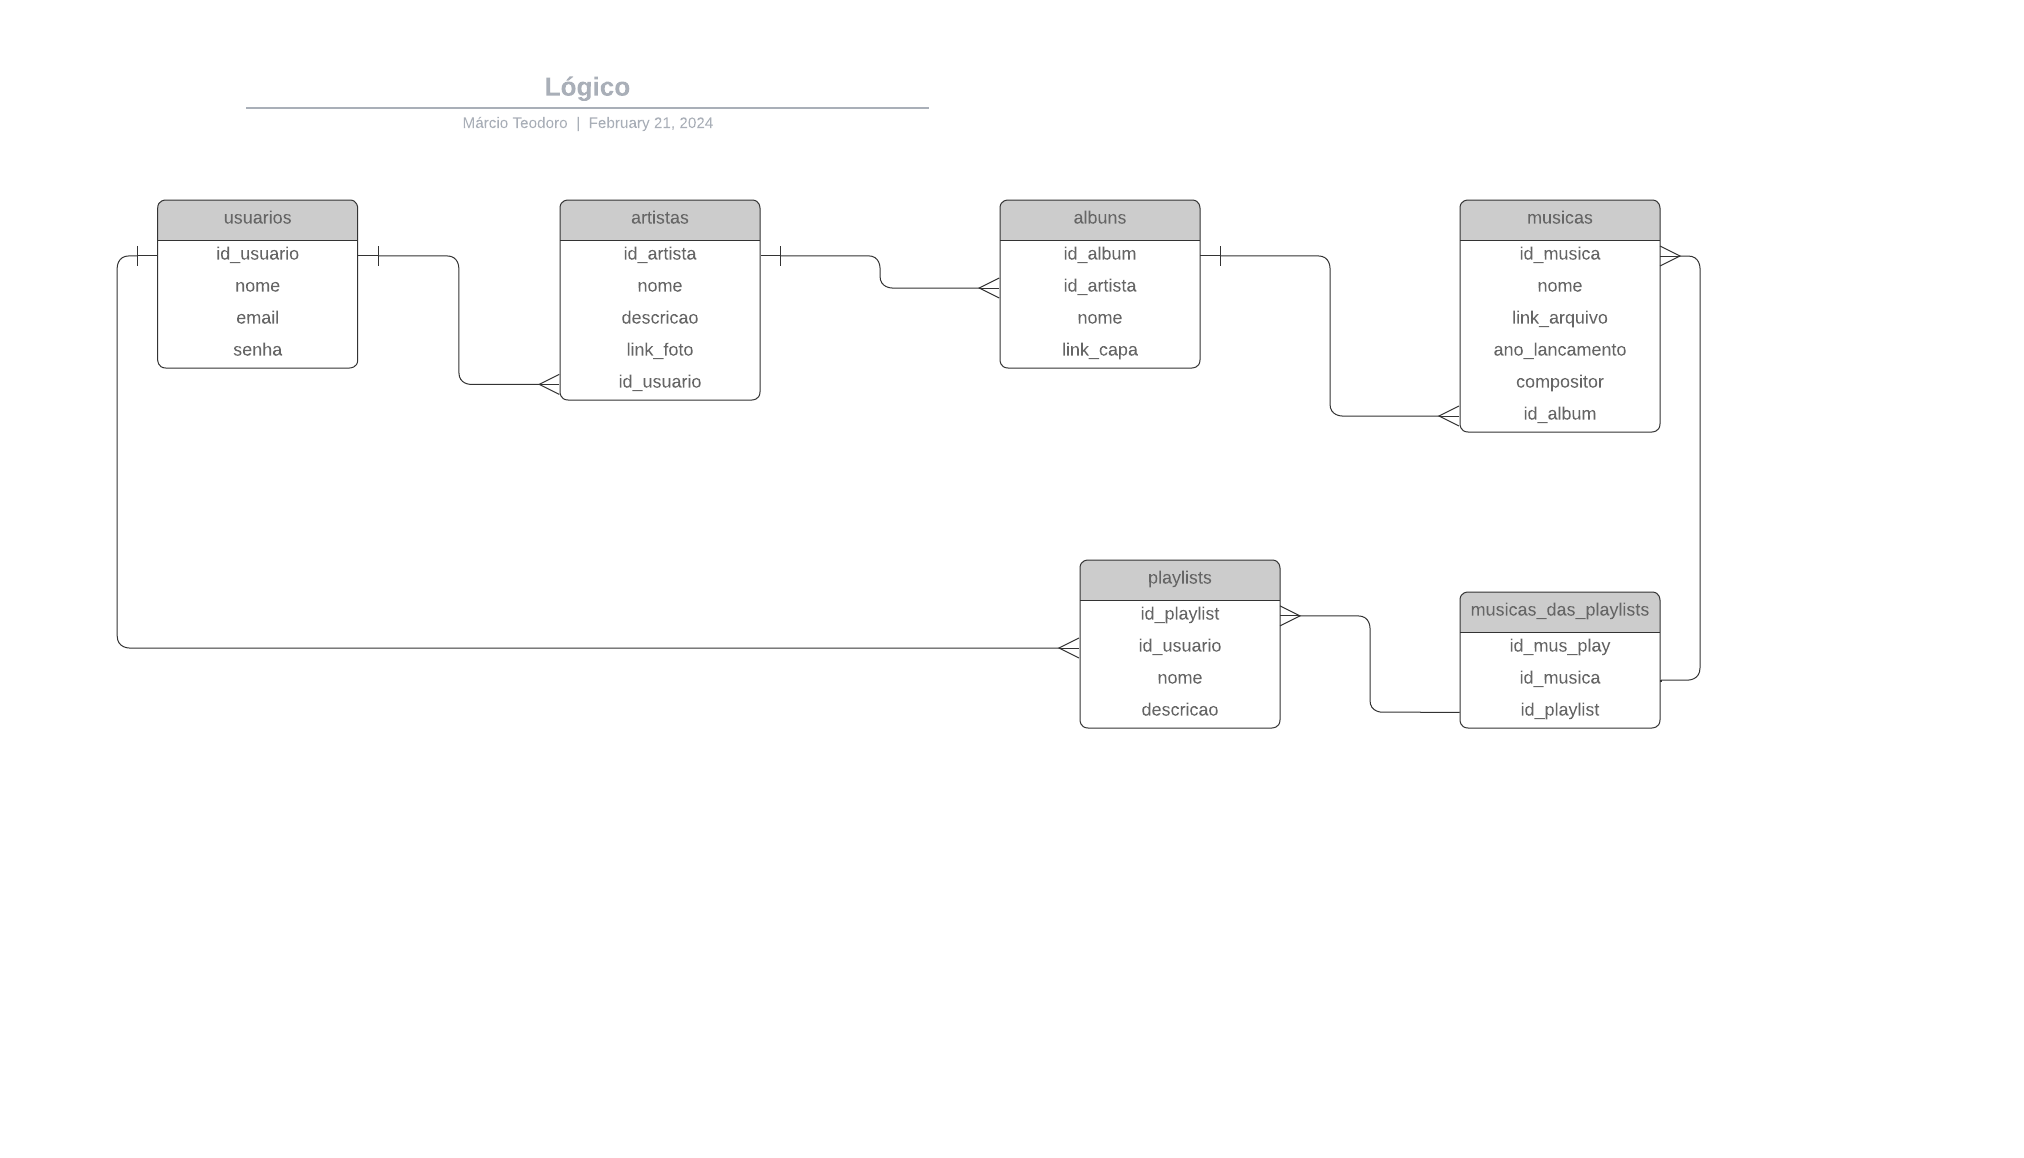 Lógico
Márcio Teodoro | February 21, 2024
usuarios
id_usuario
nome
email
senha
artistas
id_artista
nome
descricao
link_foto
id_usuario
albuns
id_album
id_artista
nome
link_capa
musicas
id_musica
nome
link_arquivo
ano_lancamento
compositor
id_album
playlists
id_playlist
id_usuario
nome
descricao
musicas_das_playlists
id_mus_play
id_musica
id_playlist